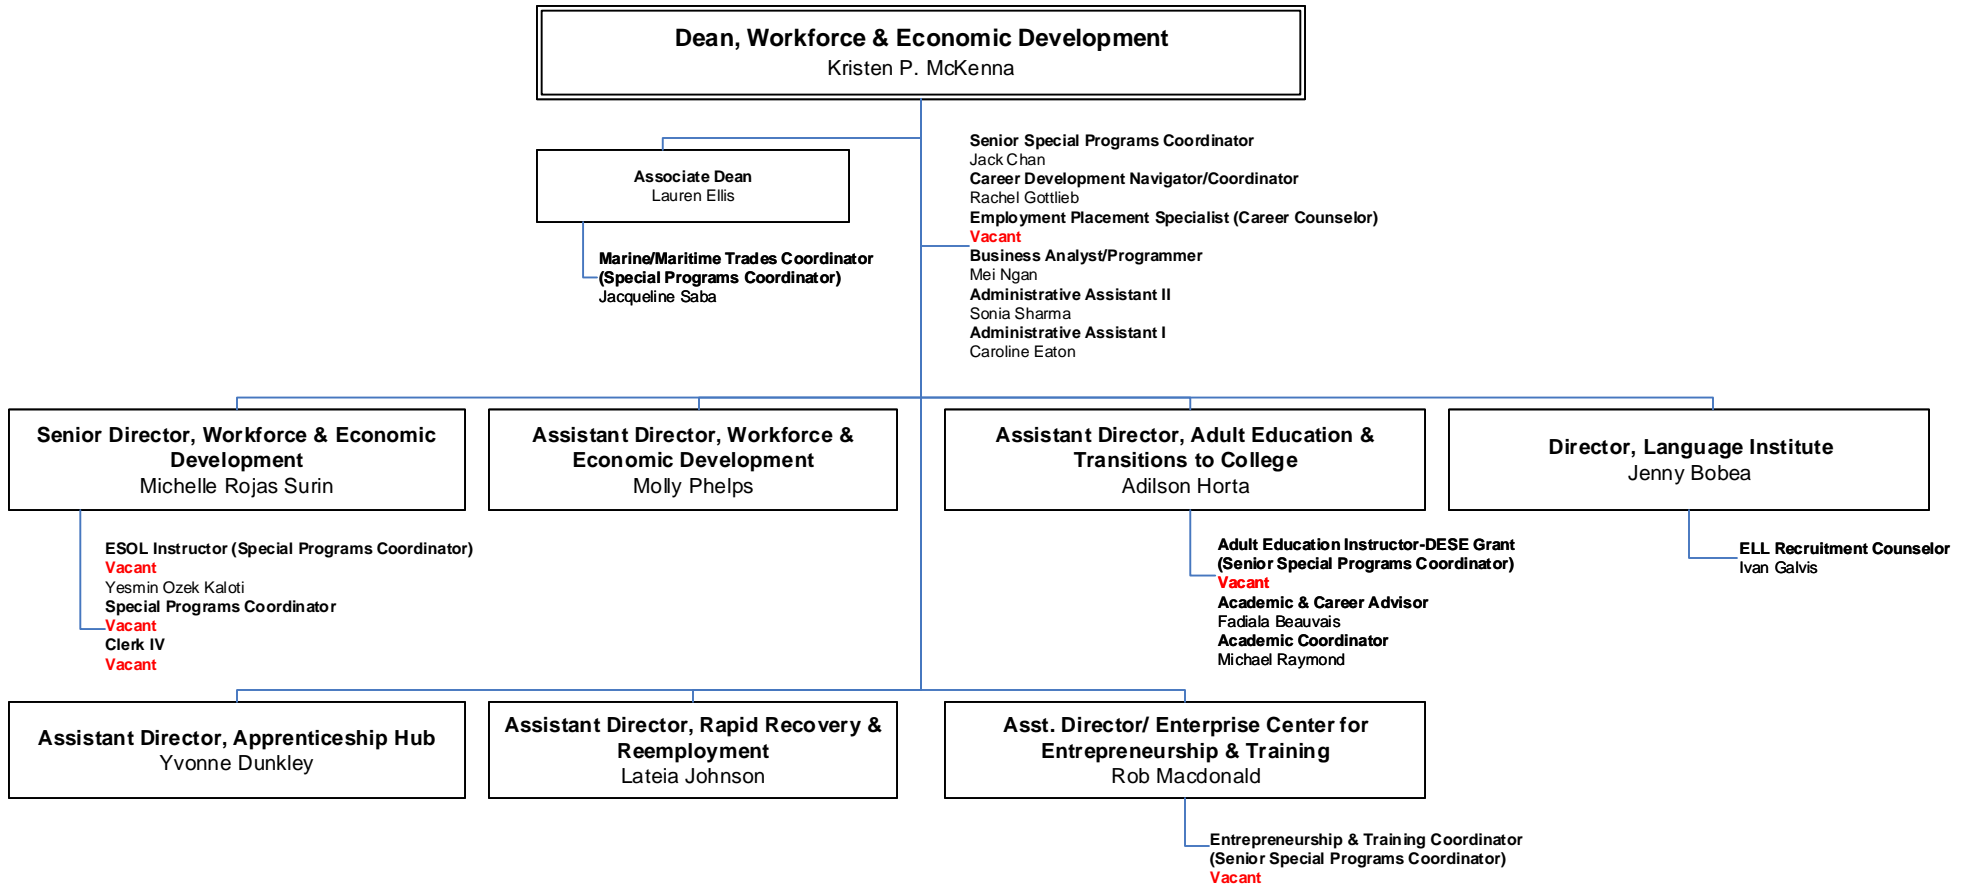 Dean, Workforce & Economic Development
Kristen P. McKenna
Associate Dean
Lauren Ellis
Marine/Maritime Trades Coordinator
(Special Programs Coordinator)
Jacqueline Saba
Senior Special Programs Coordinator
Jack Chan
Career Development Navigator/Coordinator
Rachel Gottlieb
Employment Placement Specialist (Career Counselor)
Vacant
Business Analyst/Programmer
Mei Ngan
Administrative Assistant II
Sonia Sharma
Administrative Assistant I
Caroline Eaton
Senior Director, Workforce & Economic
Development
Michelle Rojas Surin
ESOL Instructor (Special Programs Coordinator)
Vacant
Yesmin Ozek Kaloti
Special Programs Coordinator
Vacant
Clerk IV
Vacant
Assistant Director, Workforce &
Economic Development
Molly Phelps
Assistant Director, Adult Education &
Transitions to College
Adilson Horta
Adult Education Instructor-DESE Grant
(Senior Special Programs Coordinator)
Vacant
Academic & Career Advisor
Fadiala Beauvais
Academic Coordinator
Michael Raymond
Director, Language Institute
Jenny Bobea
ELL Recruitment Counselor
Ivan Galvis
Assistant Director, Apprenticeship Hub
Yvonne Dunkley
Assistant Director, Rapid Recovery &
Reemployment
Lateia Johnson
Asst. Director/ Enterprise Center for
Entrepreneurship & Training
Rob Macdonald
Entrepreneurship & Training Coordinator
(Senior Special Programs Coordinator)
Vacant